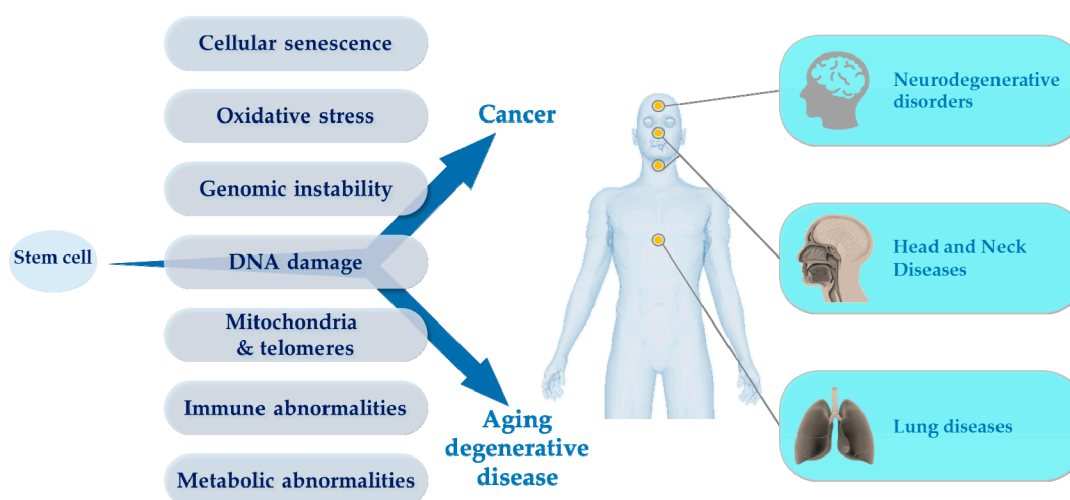 Stem cell
Cellular senescence
Oxidative stress
Genomic instability
DNA damage
Mitochondria
& telomeres
Immune abnormalities
Metabolic abnormalities
Cancer
Aging
degenerative
disease
Neurodegenerative
disorders
Head and Neck
Diseases
Lung diseases